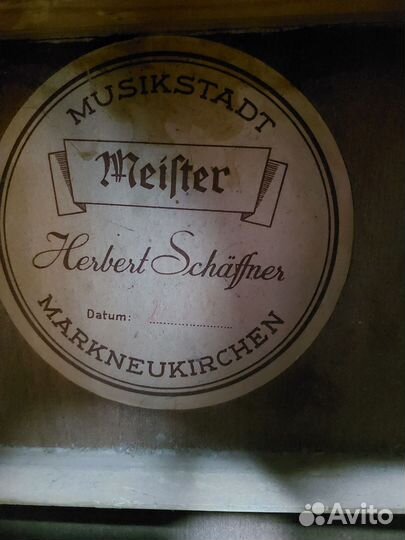 MUSIKSTADT
Meiſter
Herbert Schäffner
Datum:
MARKNEUKIRCHEN
Avito